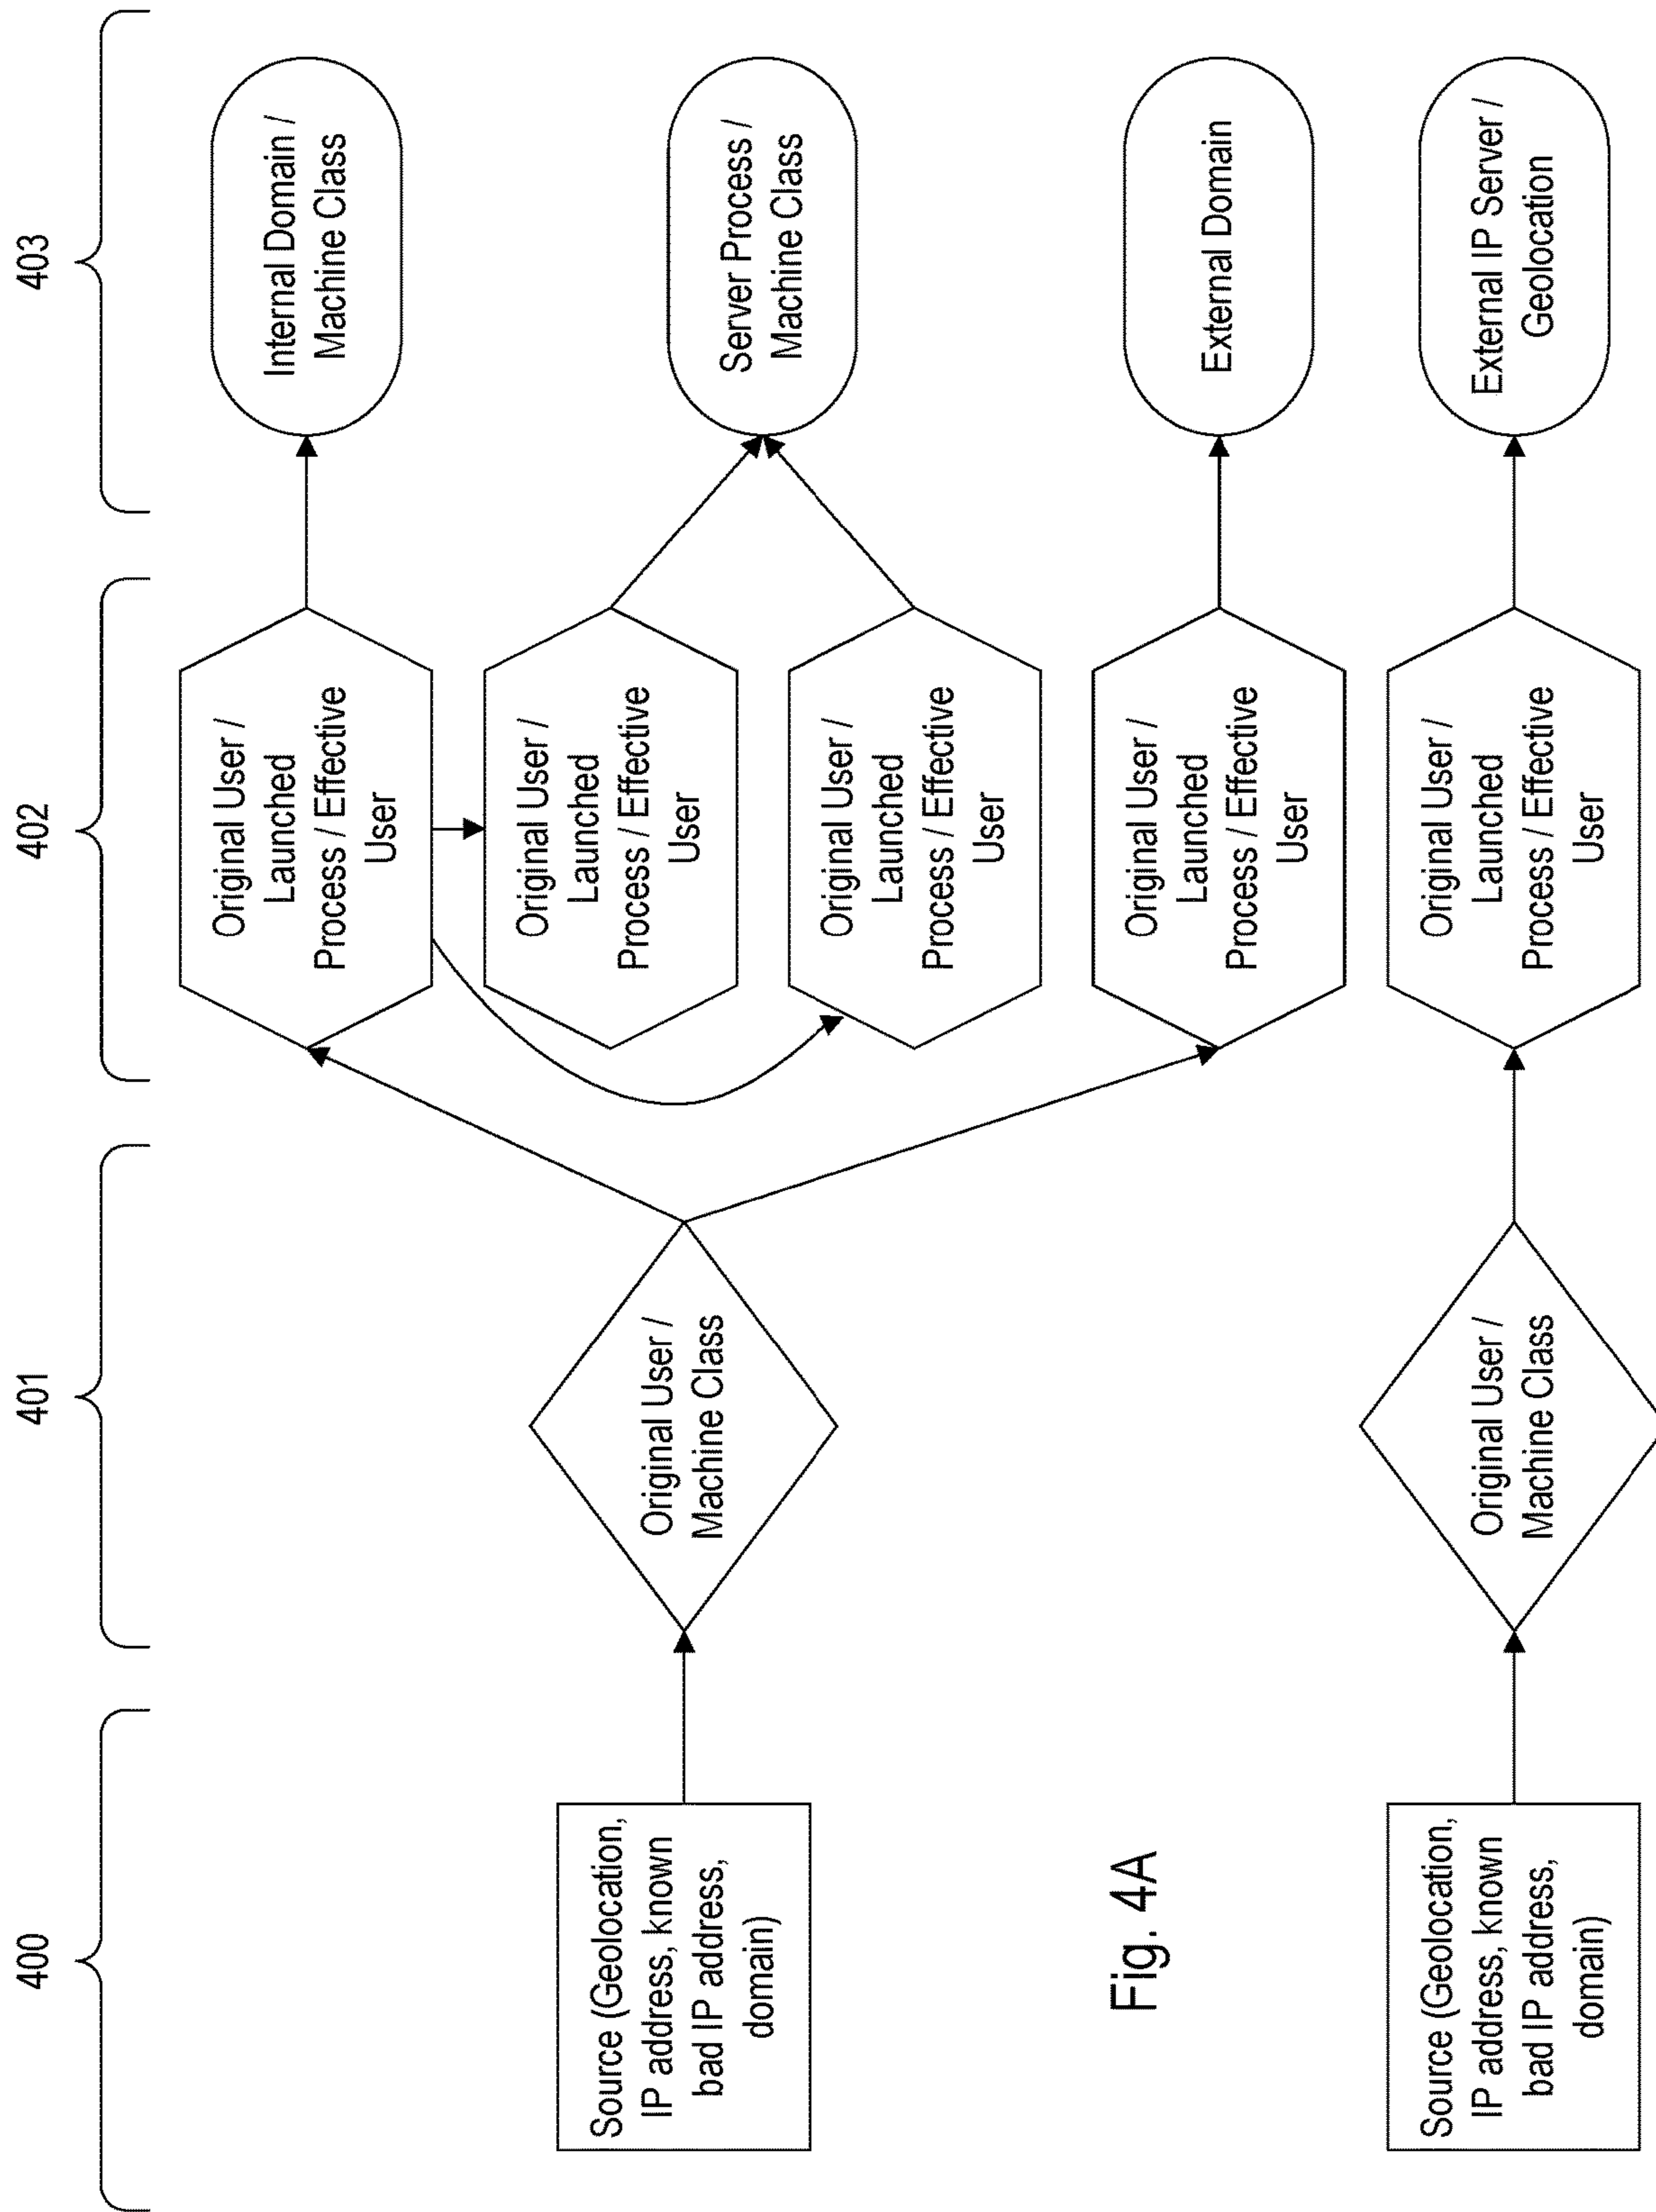 400
401
402
403
Source (Geolocation,
IP address, known
bad IP address,
domain)
Original User /
Machine Class
Original User /
Launched
Process / Effective
User
Original User /
Launched
Process / Effective
User
Original User /
Launched
Process / Effective
User
Original User /
Launched
Process / Effective
User
Internal Domain /
Machine Class
Server Process /
Machine Class
External Domain
Source (Geolocation,
IP address, known
bad IP address,
domain)
Original User /
Machine Class
Original User /
Launched
Process / Effective
User
External IP Server /
Geolocation
Fig. 4A